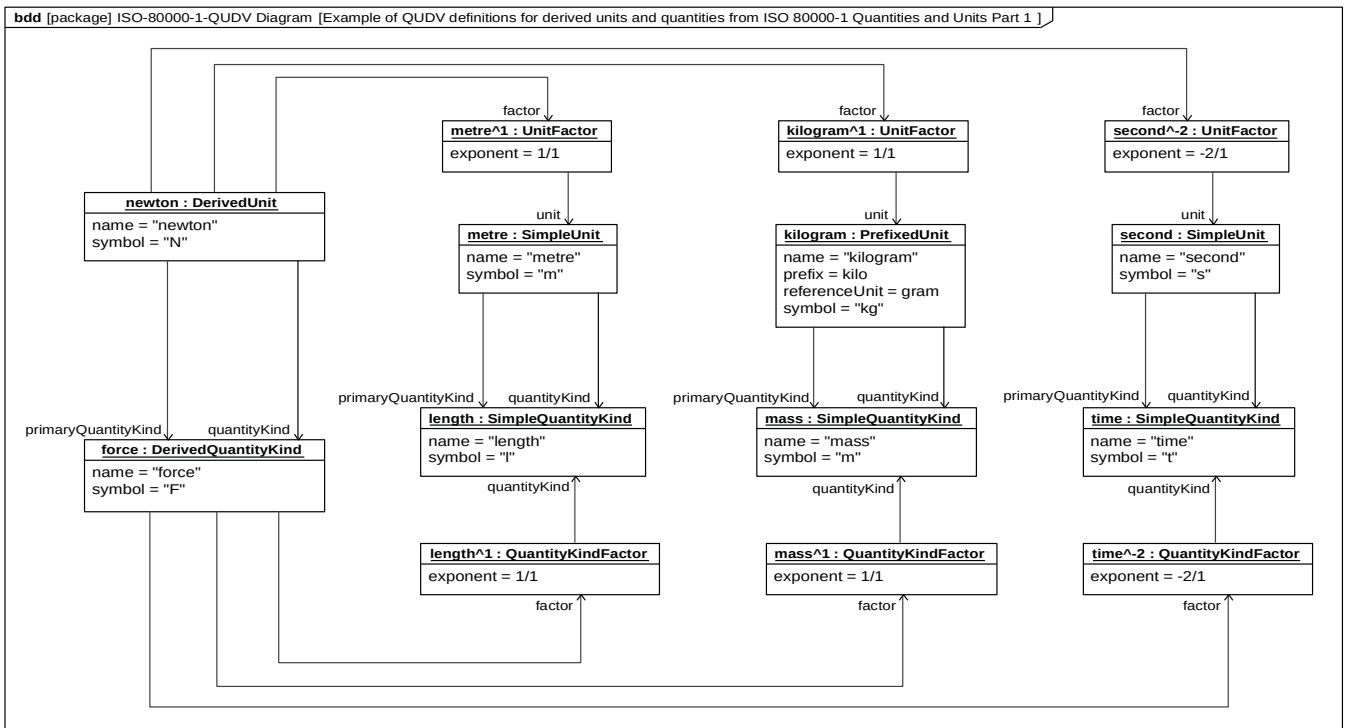 bdd [package] ISO-80000-1-QUDV Diagram [Example of QUDV definitions for derived units and quantities from ISO 80000-1 Quantities and Units Part 1 ]
factor
factor
factor
metre^1 : UnitFactor
exponent = 1/1
kilogram^1 : UnitFactor
exponent = 1/1
second^-2 : UnitFactor
exponent = -2/1
newton : DerivedUnit
name = "newton"
symbol = "N"
unit
unit
unit
metre : SimpleUnit
name = "metre"
symbol = "m"
kilogram : PrefixedUnit
name = "kilogram"
prefix = kilo
referenceUnit = gram
symbol = "kg"
second : SimpleUnit
name = "second"
symbol = "s"
primaryQuantityKind
quantityKind
primaryQuantityKind
quantityKind
primaryQuantityKind
quantityKind
primaryQuantityKind
quantityKind
force : DerivedQuantityKind
name = "force"
symbol = "F"
length : SimpleQuantityKind
name = "length"
symbol = "l"
mass : SimpleQuantityKind
name = "mass"
symbol = "m"
time : SimpleQuantityKind
name = "time"
symbol = "t"
quantityKind
quantityKind
quantityKind
length^1 : QuantityKindFactor
exponent = 1/1
mass^1 : QuantityKindFactor
exponent = 1/1
time^-2 : QuantityKindFactor
exponent = -2/1
factor
factor
factor